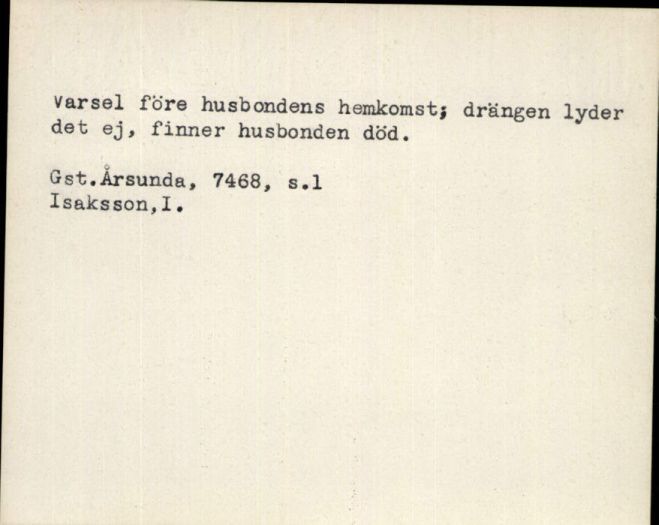 Varsel före husbondens hemkomst; drängen lyder
det ej, finner husbonden död.
Gst.Årsunda, 7468, s.1
Isaksson,I.